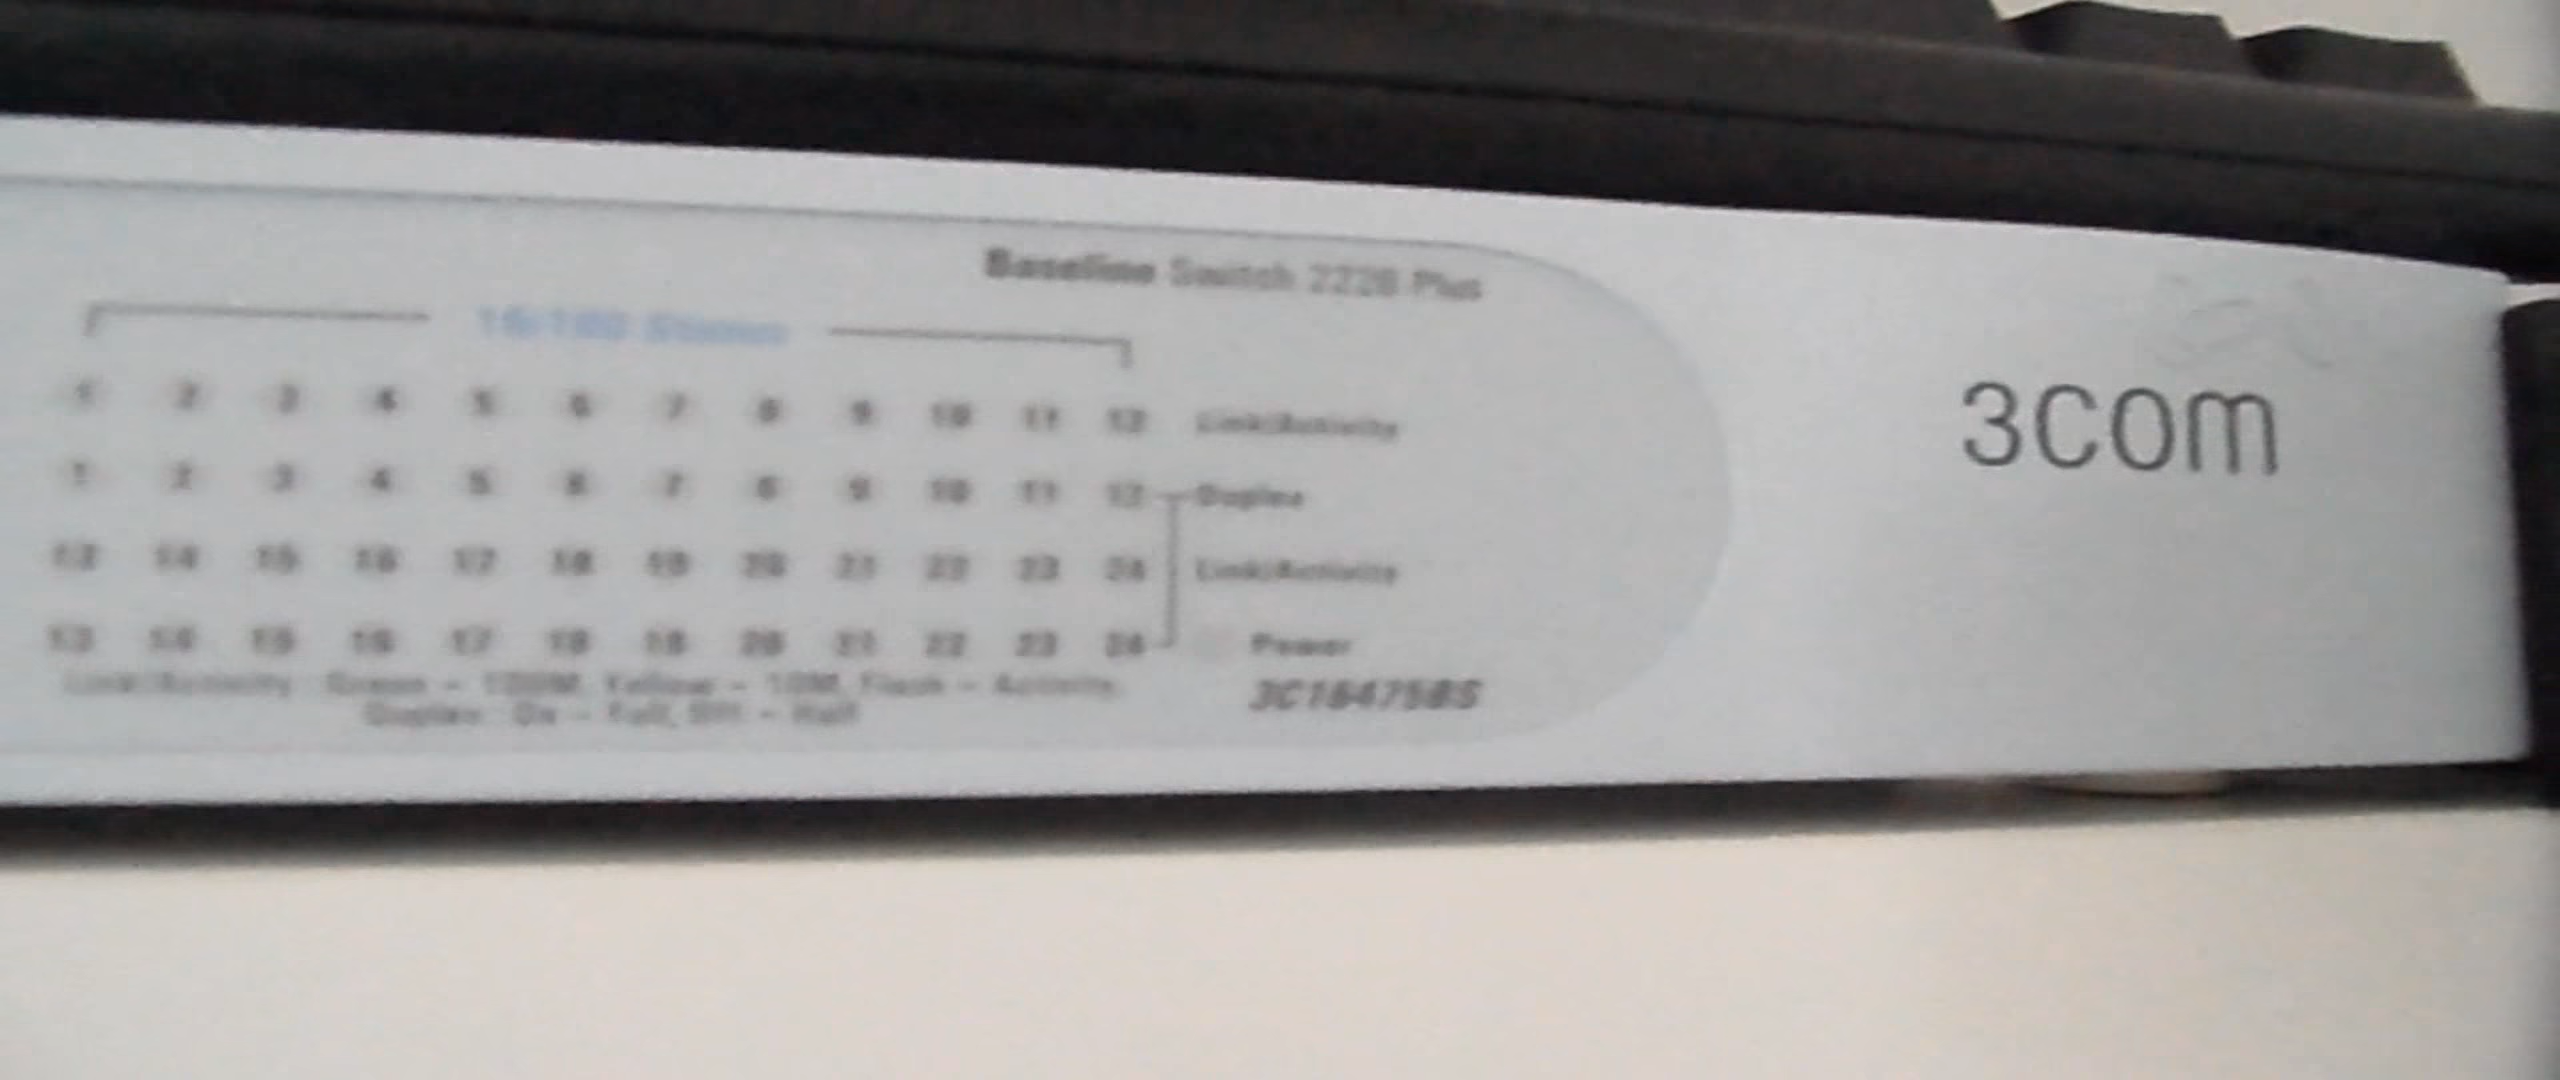 Baseline Switch 2228 Plus
10/100 Status
1 2 3 4 5 6 7 8 9 10 11 12 Link/Activity
3COM
1 2 3 4 5 6 7 8 9 10 11 12 Duplex
13 14 15 16 17 18 19 20 21 22 23 24 Link/Activity
13 14 15 16 17 18 19 20 21 22 23 24 Power
Link/Activity : Green - 100M, Yellow - 10M, Flash - Activity
Duplex : On - Full, Off - Half
3C16475BS